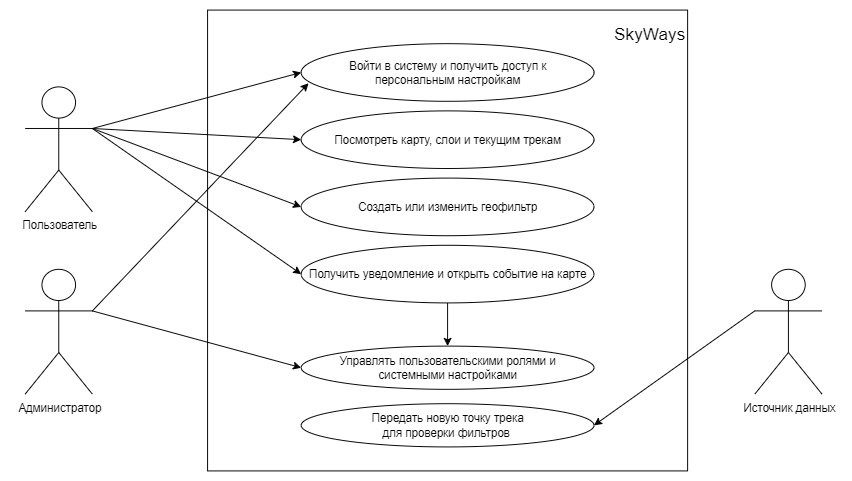 SkyWays
Войти в систему и получить доступ к
персональным настройкам
Посмотреть карту, слои и текущим трекам
Создать или изменить геофильтр
Пользователь
Получить уведомление и открыть событие на карте
Управлять пользовательскими ролями и
системными настройками
Администратор
Источник данных
Передать новую точку трека
для проверки фильтров